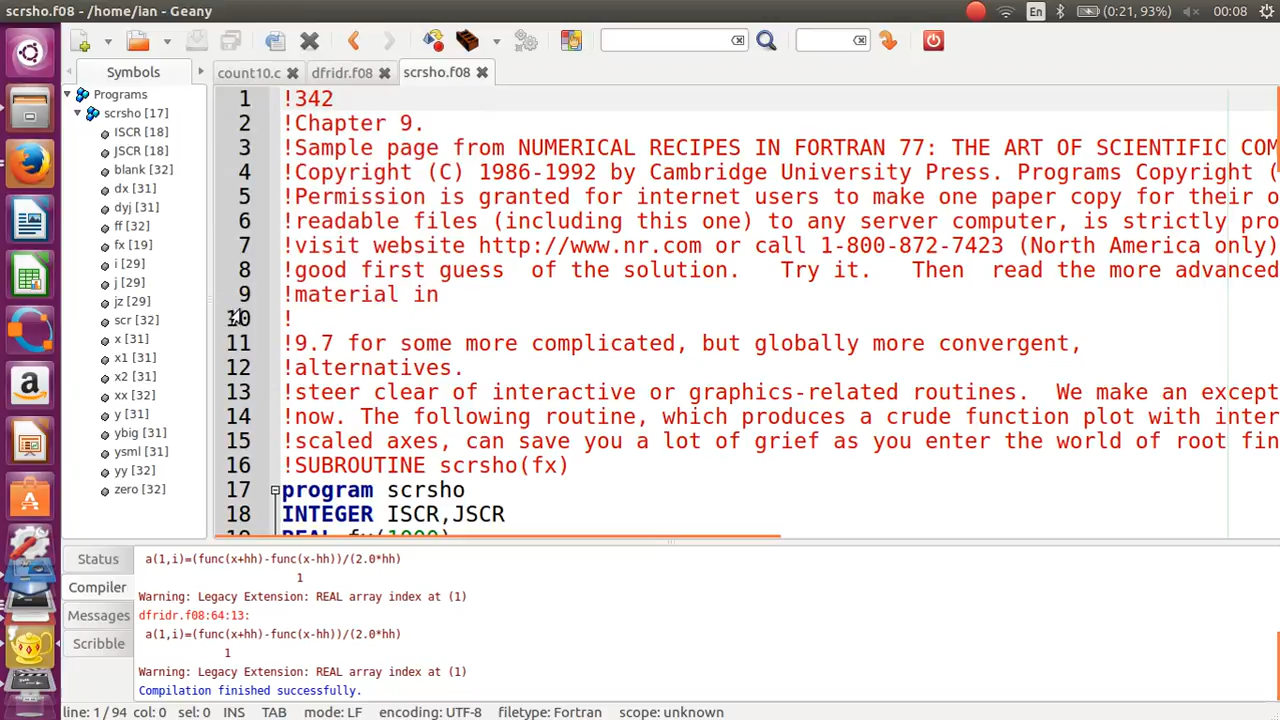 scrsho.f08 - /home/ian - Geany
En
(0:21, 93%)
00:08
Symbols
count10.c
dfridr.f08
scrsho.f08
Programs
scrsho [17]
ISCR [18]
JSCR [18]
blank [32]
dx [31]
dyj [31]
ff [32]
fx [19]
i [29]
j [29]
jz [29]
scr [32]
x [31]
x1 [31]
x2 [31]
xx [32]
y [31]
ybig [31]
ysml [31]
yy [32]
zero [32]
1 !342
2 !Chapter 9.
3 !Sample page from NUMERICAL RECIPES IN FORTRAN 77: THE ART OF SCIENTIFIC COM
4 !Copyright (C) 1986-1992 by Cambridge University Press. Programs Copyright (
5 !Permission is granted for internet users to make one paper copy for their o
6 !readable files (including this one) to any server computer, is strictly pro
7 !visit website http://www.nr.com or call 1-800-872-7423 (North America only)
8 !good first guess  of the solution.   Try it.   Then  read the more advanced
9 !material in
10 !
11 !9.7 for some more complicated, but globally more convergent,
12 !alternatives.
13 !steer clear of interactive or graphics-related routines.  We make an except
14 !now. The following routine, which produces a crude function plot with inter
15 !scaled axes, can save you a lot of grief as you enter the world of root fin
16 !SUBROUTINE scrsho(fx)
17 program scrsho
18 INTEGER ISCR,JSCR
19 REAL fx(1000)
Status
Compiler
Messages
Scribble
a(1,i)=(func(x+hh)-func(x-hh))/(2.0*hh)
1
Warning: Legacy Extension: REAL array index at (1)
dfridr.f08:64:13:
a(1,i)=(func(x+hh)-func(x-hh))/(2.0*hh)
1
Warning: Legacy Extension: REAL array index at (1)
Compilation finished successfully.
line: 1 / 94 col: 0 sel: 0 INS TAB mode: LF encoding: UTF-8 filetype: Fortran scope: unknown